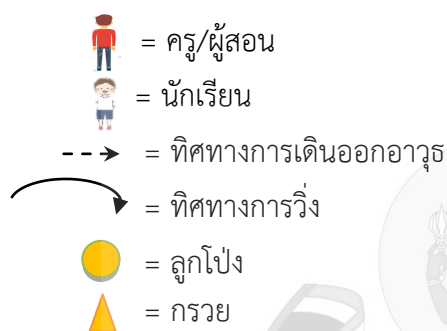 = ครู/ผู้สอน
= นักเรียน
= ทิศทางการเดินออกอาวุธ
= ทิศทางการวิ่ง
= ลูกโป่ง
= กรวย